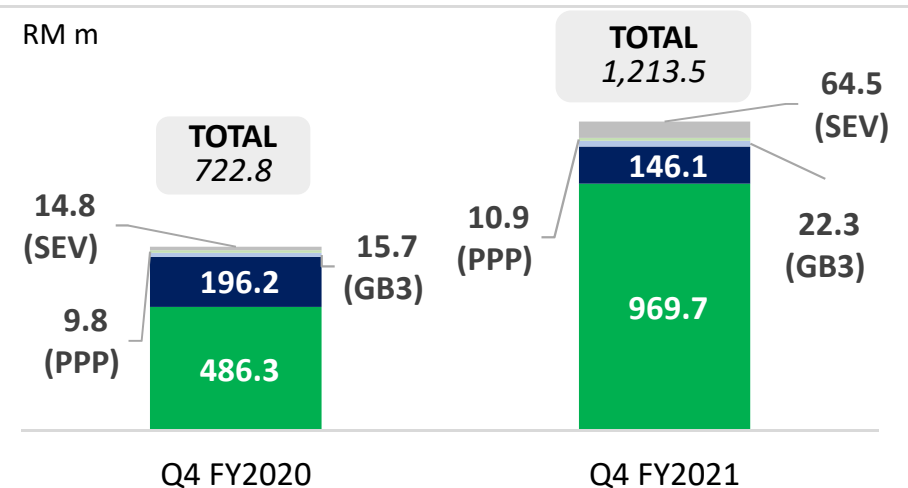 RM m
TOTAL
722.8
14.8
(SEV)
9.8
(PPP)
15.7
(GB3)
196.2
486.3
Q4 FY2020
TOTAL
1,213.5
64.5
(SEV)
10.9
(PPP)
22.3
(GB3)
146.1
969.7
Q4 FY2021